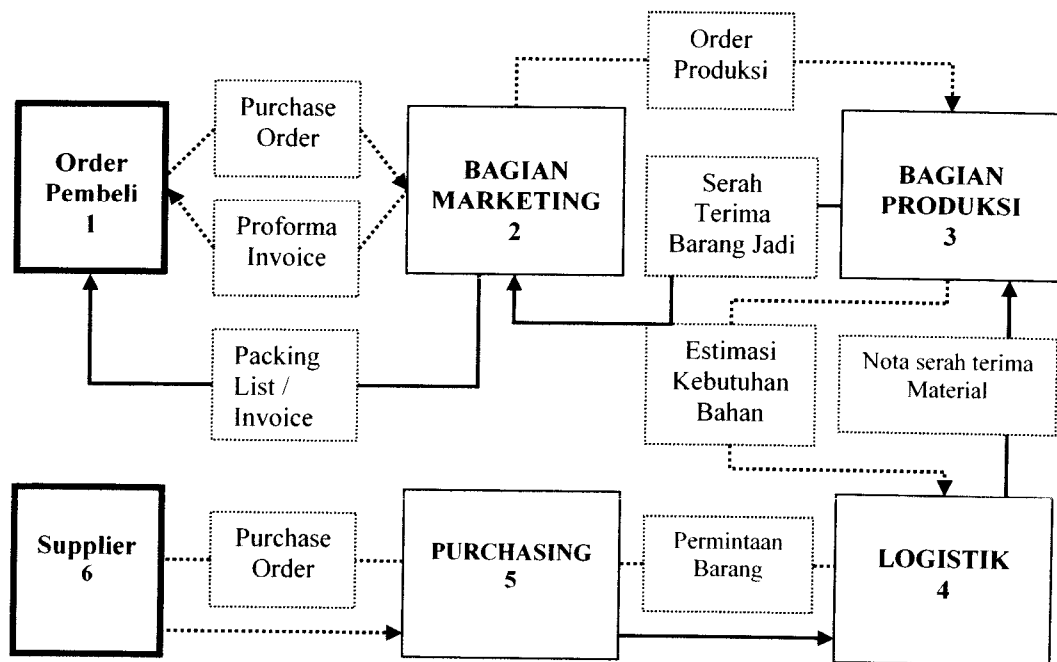 Order
Produksi
Purchase
Order
Order
Pembeli
1
BAGIAN
MARKETING
2
Serah
Terima
Barang Jadi
BAGIAN
PRODUKSI
3
Proforma
Invoice
Packing
List /
Invoice
Estimasi
Kebutuhan
Bahan
Nota serah terima
Material
Supplier
6
Purchase
Order
PURCHASING
5
Permintaan
Barang
LOGISTIK
4